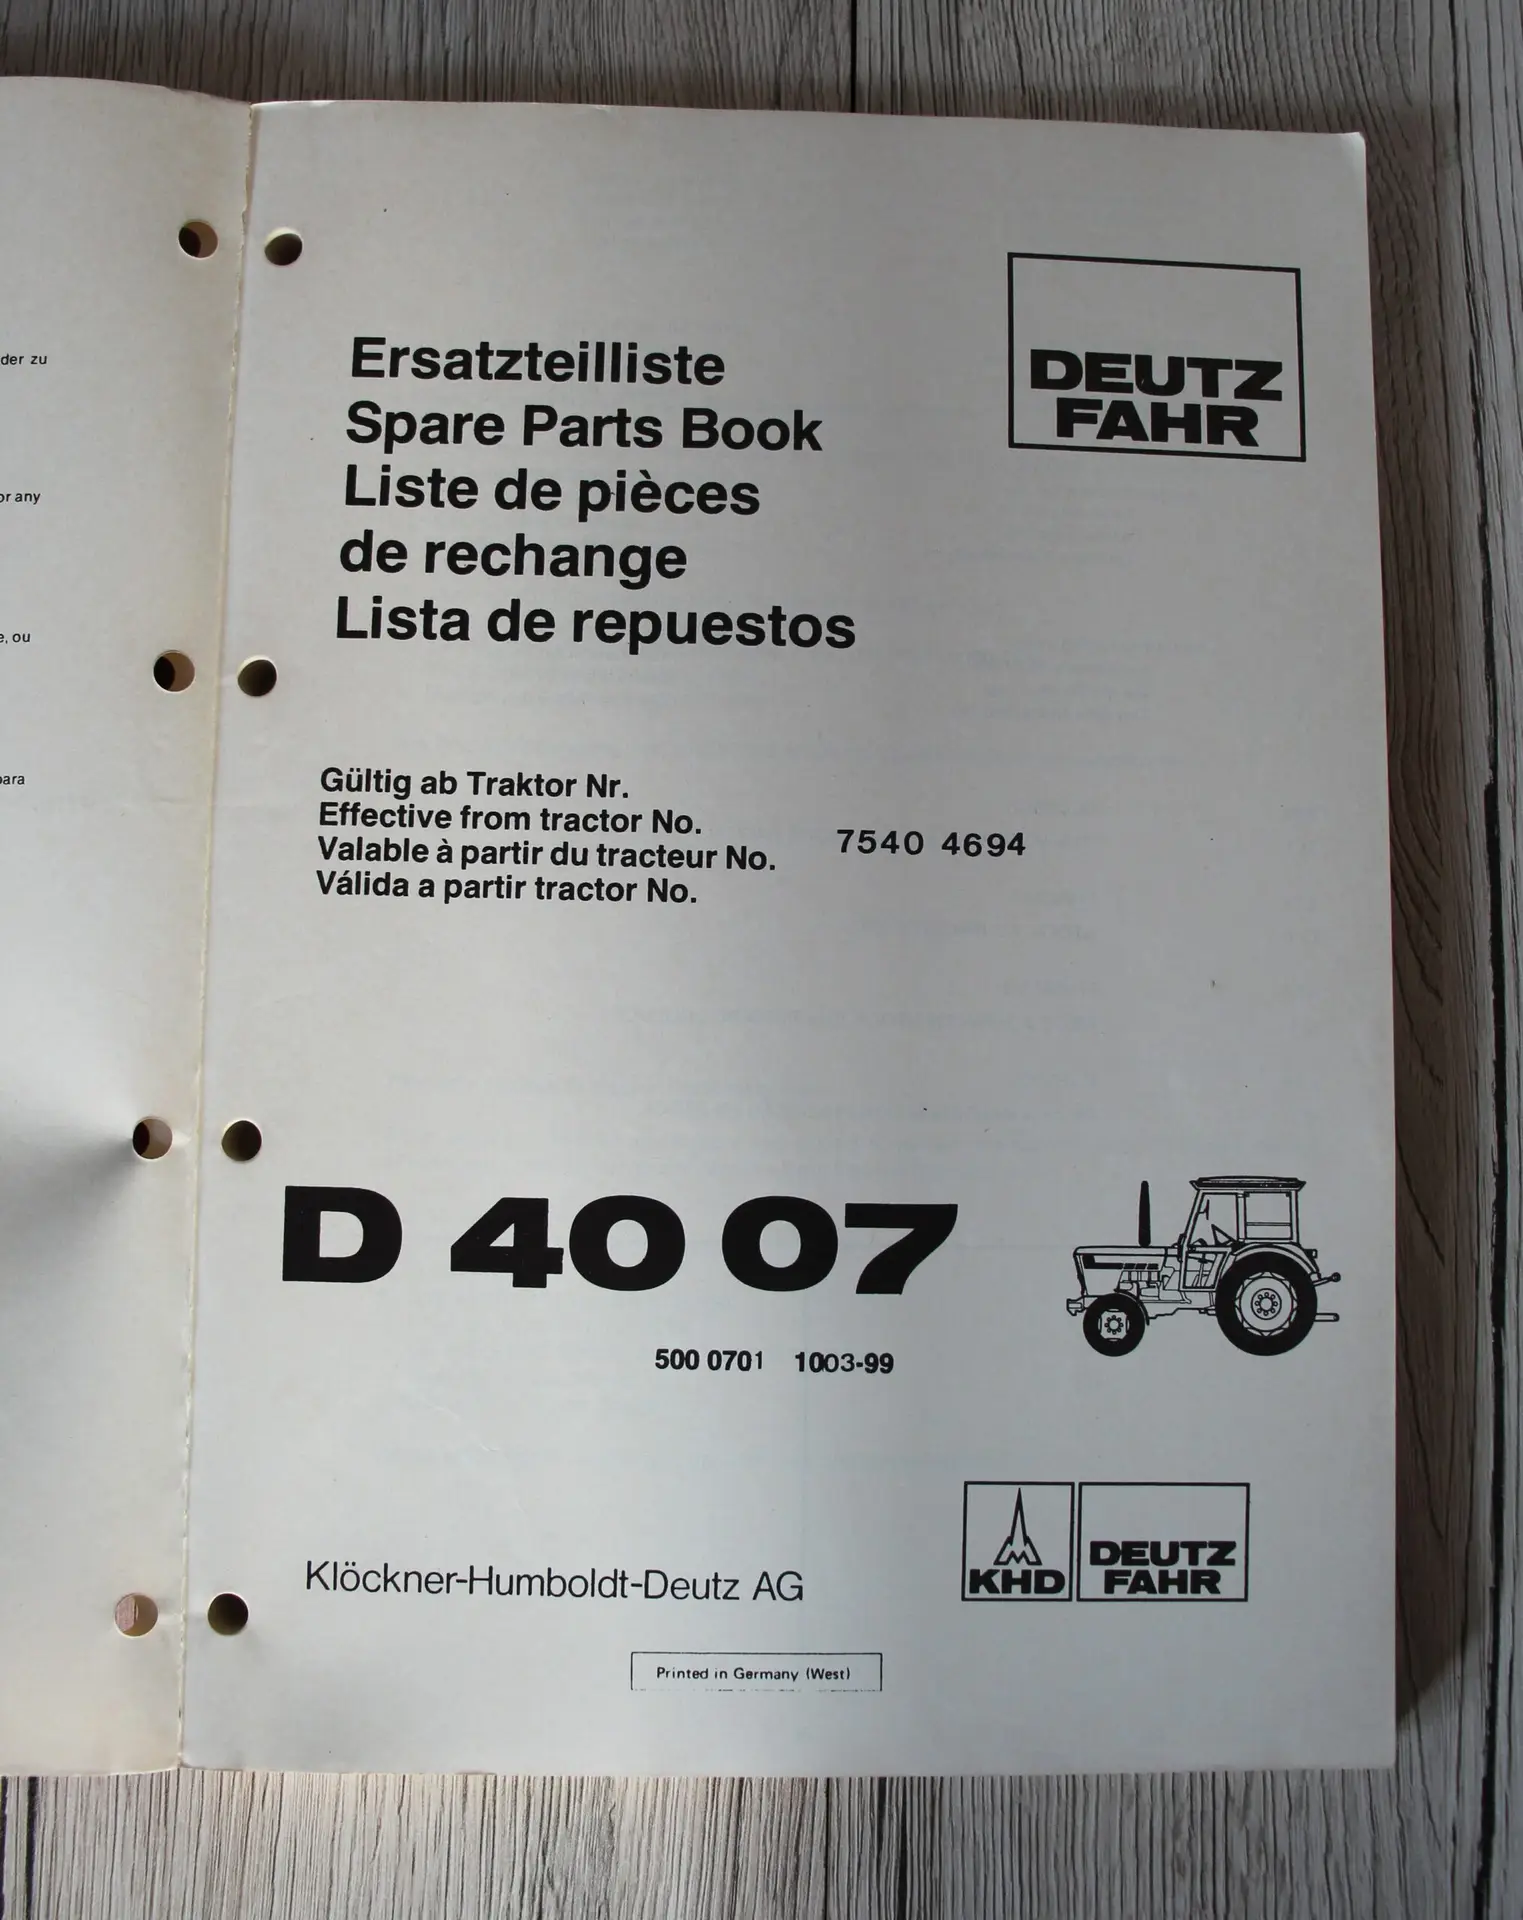 der zu
or any
ou
para
DEUTZ
FAHR
Ersatzteilliste
Spare Parts Book
Liste de pièces
de rechange
Lista de repuestos
Gültig ab Traktor Nr.
Effective from tractor No.
Valable à partir du tracteur No.
Válida a partir tractor No.
7540 4694
D 40 07
500 0701 1003-99
Klöckner-Humboldt-Deutz AG
KHD
DEUTZ
FAHR
Printed in Germany (West)